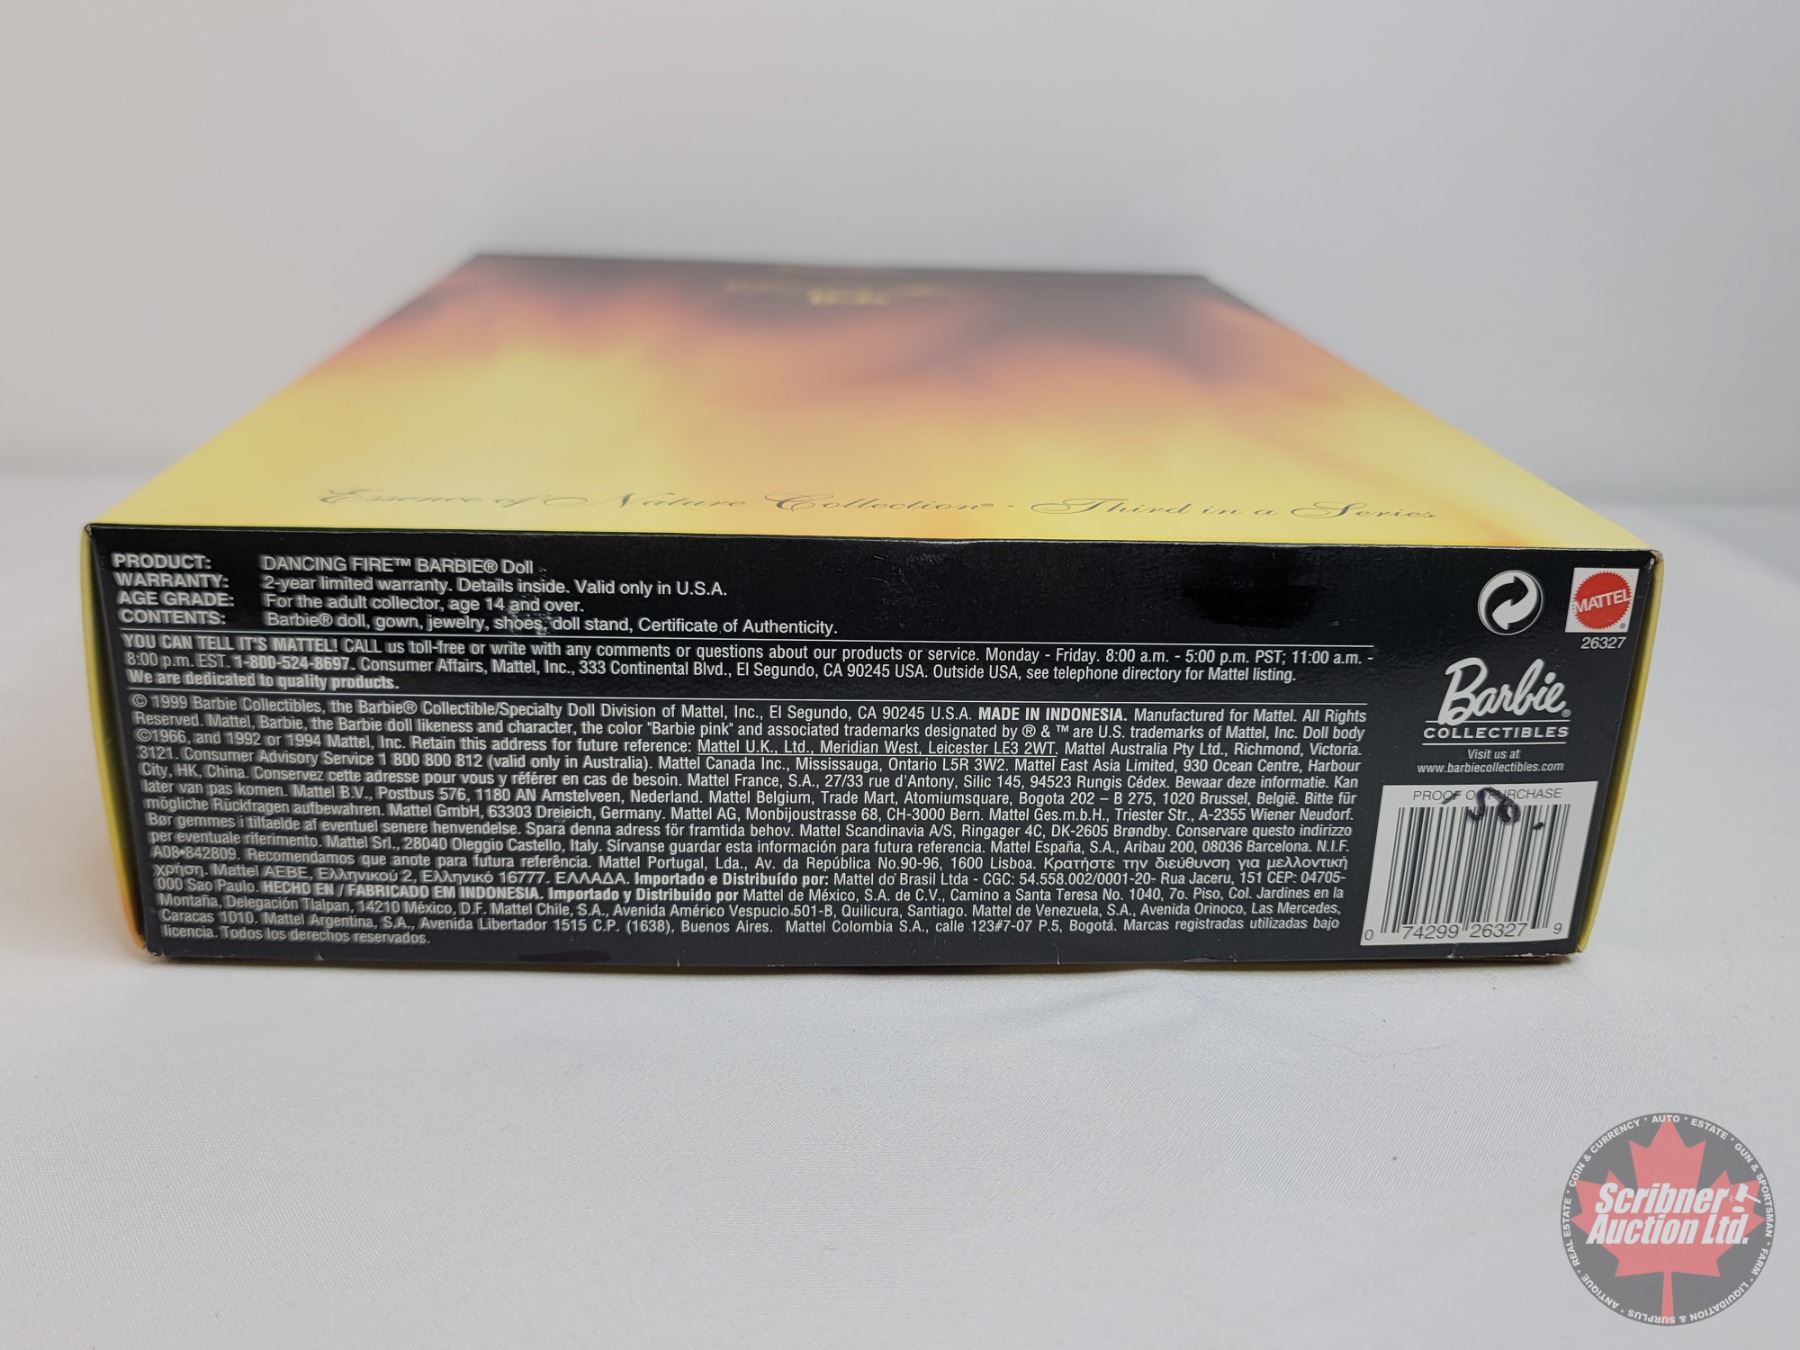 Essence of Nature Collection® · Third in a Series
PRODUCT: DANCING FIRE™ BARBIE® Doll
WARRANTY: 2-year limited warranty. Details inside. Valid only in U.S.A.
AGE GRADE: For the adult collector, age 14 and over.
CONTENTS: Barbie® doll, gown, jewelry, shoes, doll stand, Certificate of Authenticity.
YOU CAN TELL IT'S MATTEL! CALL us toll-free or write with any comments or questions about our products or service. Monday - Friday. 8:00 a.m. - 5:00 p.m. PST; 11:00 a.m. -
8:00 p.m. EST. 1-800-524-8697. Consumer Affairs, Mattel, Inc., 333 Continental Blvd., El Segundo, CA 90245 USA. Outside USA, see telephone directory for Mattel listing.
We are dedicated to quality products.
© 1999 Barbie Collectibles, the Barbie® Collectible/Specialty Doll Division of Mattel, Inc., El Segundo, CA 90245 U.S.A. MADE IN INDONESIA. Manufactured for Mattel. All Rights
Reserved. Mattel, Barbie, the Barbie doll likeness and character, the color "Barbie pink" and associated trademarks designated by ® & ™ are U.S. trademarks of Mattel, Inc. Doll body
©1966, and 1992 or 1994 Mattel, Inc. Retain this address for future reference: Mattel U.K., Ltd., Meridian West, Leicester LE3 2WT. Mattel Australia Pty Ltd., Richmond, Victoria.
3121. Consumer Advisory Service 1 800 800 812 (valid only in Australia). Mattel Canada Inc., Mississauga, Ontario L5R 3W2. Mattel East Asia Limited, 930 Ocean Centre, Harbour
City, HK, China. Conservez cette adresse pour vous y référer en cas de besoin. Mattel France, S.A., 27/33 rue d'Antony, Silic 145, 94523 Rungis Cédex. Bewaar deze informatie. Kan
later van pas komen. Mattel B.V., Postbus 576, 1180 AN Amstelveen, Nederland. Mattel Belgium, Trade Mart, Atomiumsquare, Bogota 202 – B 275, 1020 Brussel, België. Bitte für
mögliche Rückfragen aufbewahren. Mattel GmbH, 63303 Dreieich, Germany. Mattel AG, Monbijoustrasse 68, CH-3000 Bern. Mattel Ges.m.b.H., Triester Str., A-2355 Wiener Neudorf.
Bør gemmes i tilfaelde af eventuel senere henvendelse. Spara denna adress för framtida behov. Mattel Scandinavia A/S, Ringager 4C, DK-2605 Brøndby. Conservare questo indirizzo
per eventuale riferimento. Mattel Srl., 28040 Oleggio Castello, Italy. Sírvanse guardar esta información para futura referencia. Mattel España, S.A., Aribau 200, 08036 Barcelona. N.I.F.
A08-842809. Recomendamos que anote para futura referência. Mattel Portugal, Lda., Av. da República No.90-96, 1600 Lisboa. Κρατήστε την διεύθυνση για μελλοντική
χρήση. Mattel AEBE, Ελληνικού 2, Ελληνικό 16777. ΕΛΛΑΔΑ. Importado e Distribuído por: Mattel do Brasil Ltda - CGC: 54.558.002/0001-20- Rua Jaceru, 151 CEP: 04705-
000 Sao Paulo. HECHO EN / FABRICADO EM INDONESIA. Importado y Distribuido por Mattel de México, S.A. de C.V., Camino a Santa Teresa No. 1040, 7o. Piso, Col. Jardines en la
Montaña, Delegación Tlalpan, 14210 México, D.F. Mattel Chile, S.A., Avenida Américo Vespucio 501-B, Quilicura, Santiago. Mattel de Venezuela, S.A., Avenida Orinoco, Las Mercedes,
Caracas 1010. Mattel Argentina, S.A., Avenida Libertador 1515 C.P. (1638), Buenos Aires. Mattel Colombia S.A., calle 123#7-07 P.5, Bogotá. Marcas registradas utilizadas bajo
licencia. Todos los derechos reservados.
MATTEL®
26327
Barbie®
COLLECTIBLES
Visit us at
www.barbiecollectibles.com
PROOF OF PURCHASE
0 74299 26327 9
COIN & CURRENCY · AUTO · ESTATE · GUN & SPORTSMAN · FARM · LIQUIDATION & SURPLUS · ANTIQUE · REAL ESTATE
Scribner
Auction Ltd.